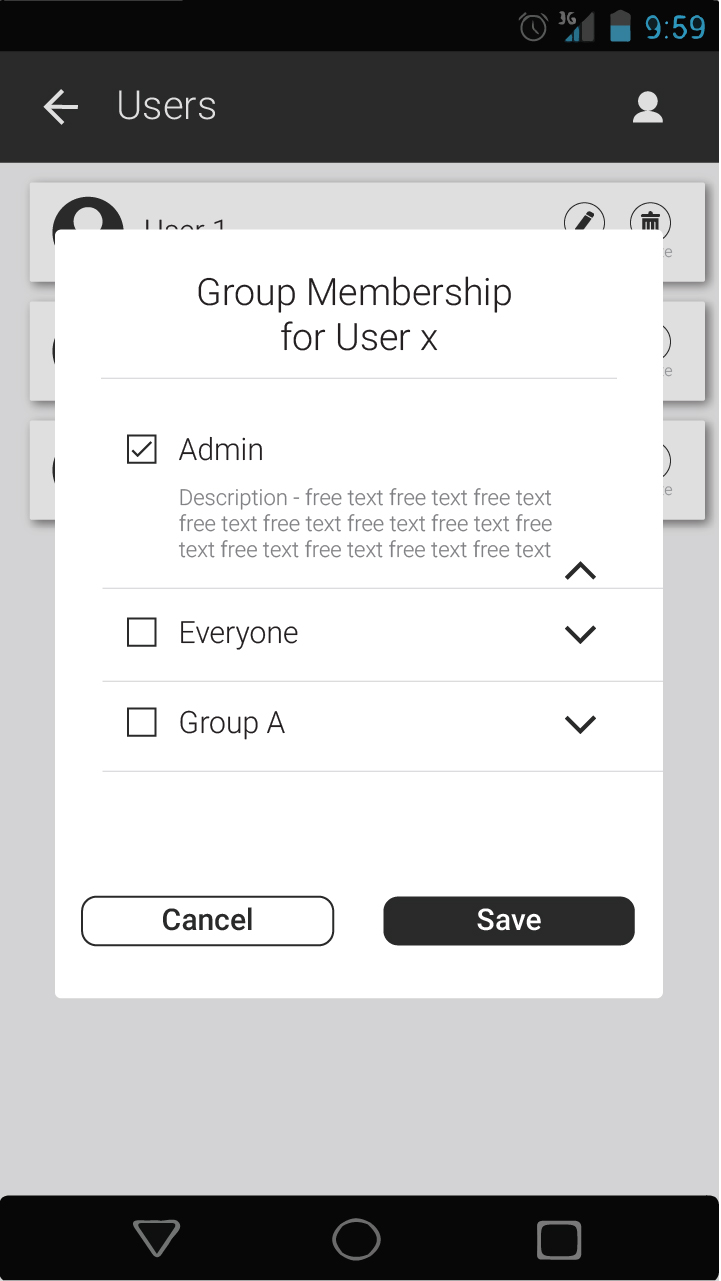 3G 9:59
Users
User 1
Group Membership
for User x
Admin
Description - free text free text free text
free text free text free text free text free
text free text free text free text free text
Everyone
Group A
Cancel
Save